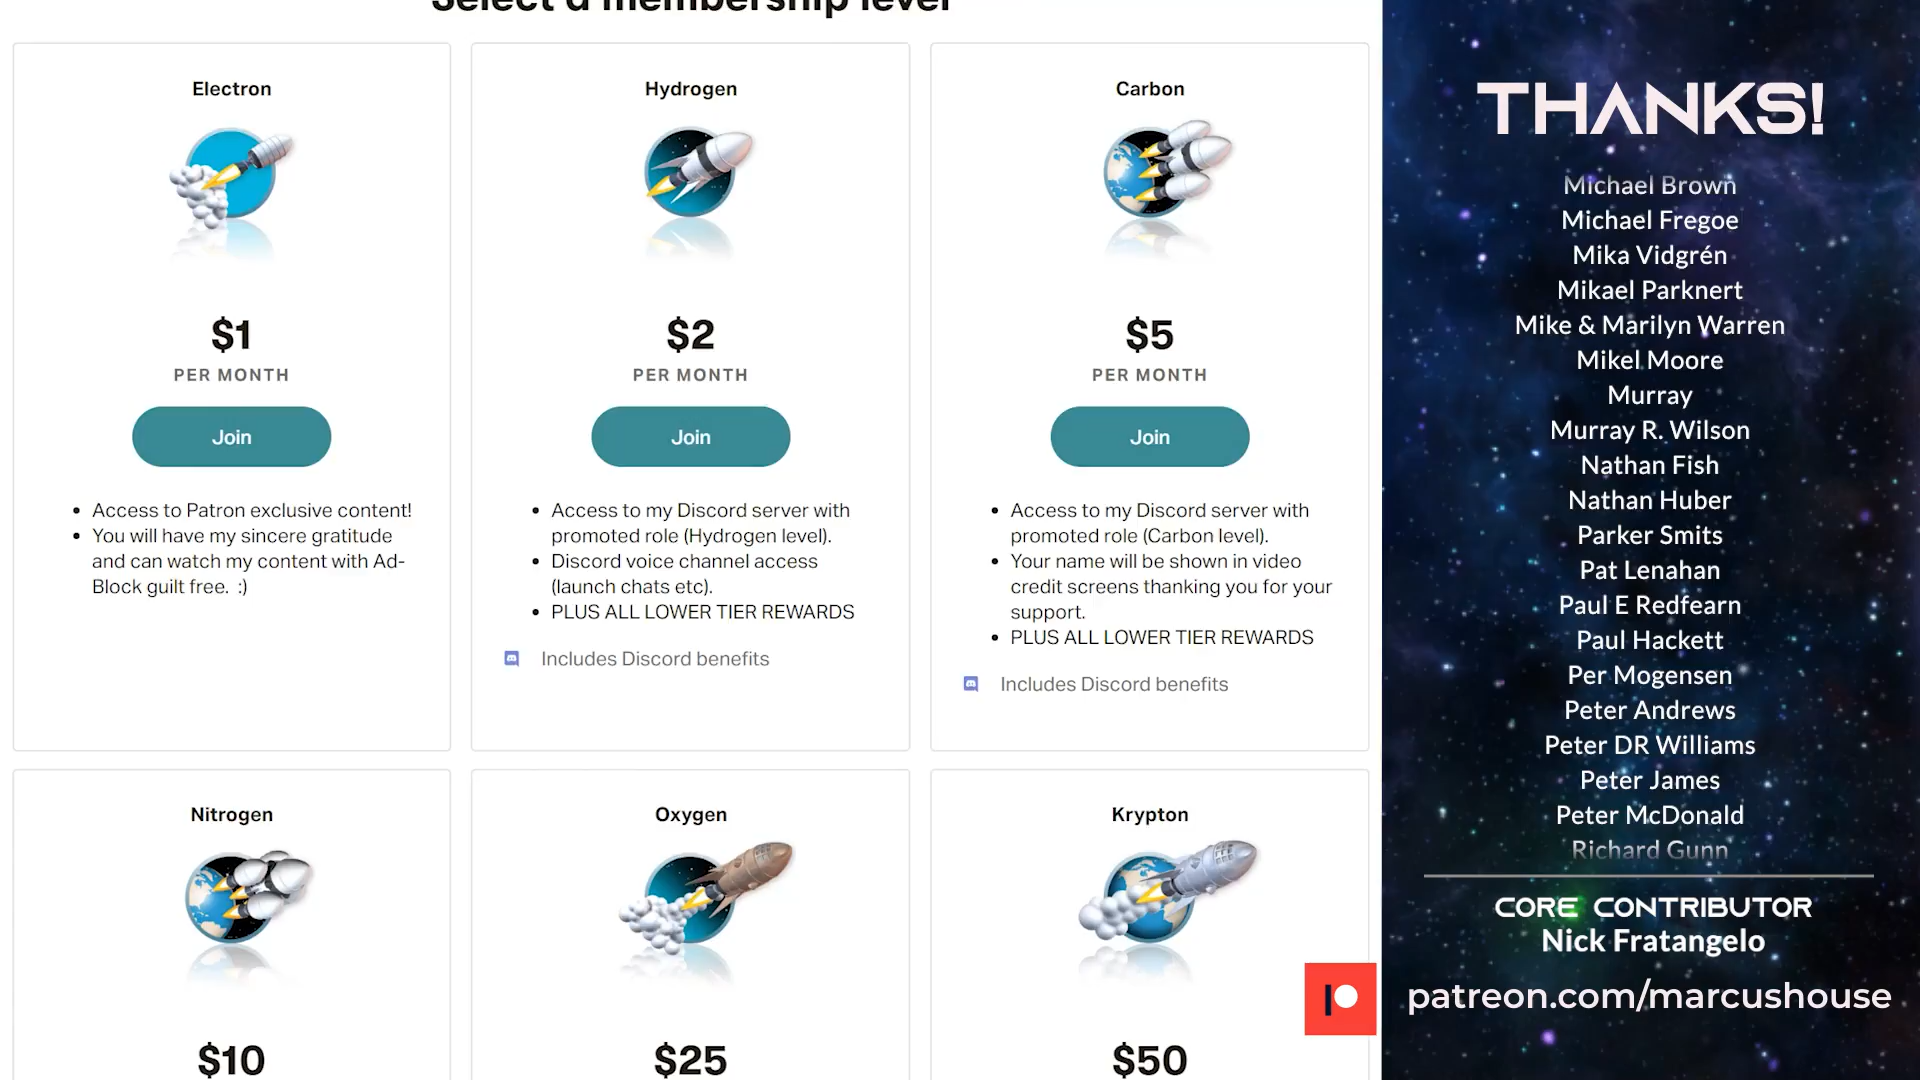 Select a membership level
Electron
$1
PER MONTH
Join
• Access to Patron exclusive content!
• You will have my sincere gratitude
and can watch my content with Ad-
Block guilt free. :)
Hydrogen
$2
PER MONTH
Join
• Access to my Discord server with
promoted role (Hydrogen level).
• Discord voice channel access
(launch chats etc).
• PLUS ALL LOWER TIER REWARDS
Includes Discord benefits
Carbon
$5
PER MONTH
Join
• Access to my Discord server with
promoted role (Carbon level).
• Your name will be shown in video
credit screens thanking you for your
support.
• PLUS ALL LOWER TIER REWARDS
Includes Discord benefits
Nitrogen
$10
Oxygen
$25
Krypton
$50
THANKS!
Michael Brown
Michael Fregoe
Mika Vidgrén
Mikael Parknert
Mike & Marilyn Warren
Mikel Moore
Murray
Murray R. Wilson
Nathan Fish
Nathan Huber
Parker Smits
Pat Lenahan
Paul E Redfearn
Paul Hackett
Per Mogensen
Peter Andrews
Peter DR Williams
Peter James
Peter McDonald
Richard Gunn
CORE CONTRIBUTOR
Nick Fratangelo
patreon.com/marcushouse